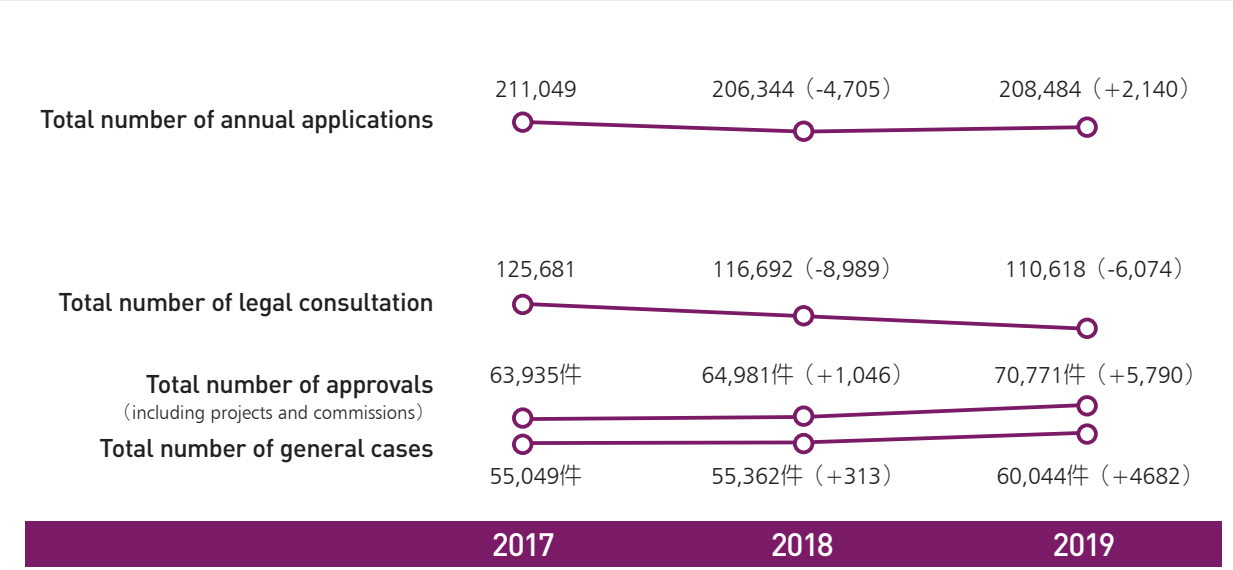 211,049 206,344（-4,705） 208,484（+2,140）
Total number of annual applications
125,681 116,692（-8,989） 110,618（-6,074）
Total number of legal consultation
63,935件 64,981件（+1,046） 70,771件（+5,790）
Total number of approvals
（including projects and commissions）
Total number of general cases
55,049件 55,362件（+313） 60,044件（+4682）
2017 2018 2019